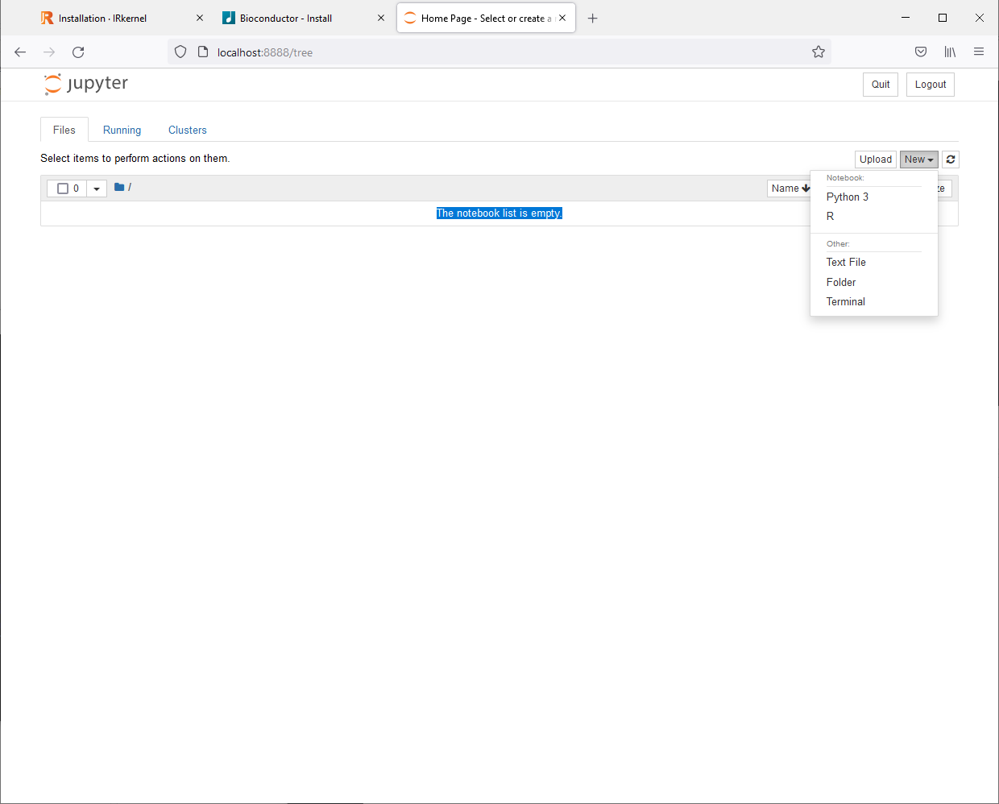 Installation · IRkernel
Bioconductor - Install
Home Page - Select or create a
localhost:8888/tree
jupyter
Quit
Logout
Files
Running
Clusters
Select items to perform actions on them.
Upload
New
0
/
Name
The notebook list is empty.
Notebook:
Python 3
R
Other:
Text File
Folder
Terminal